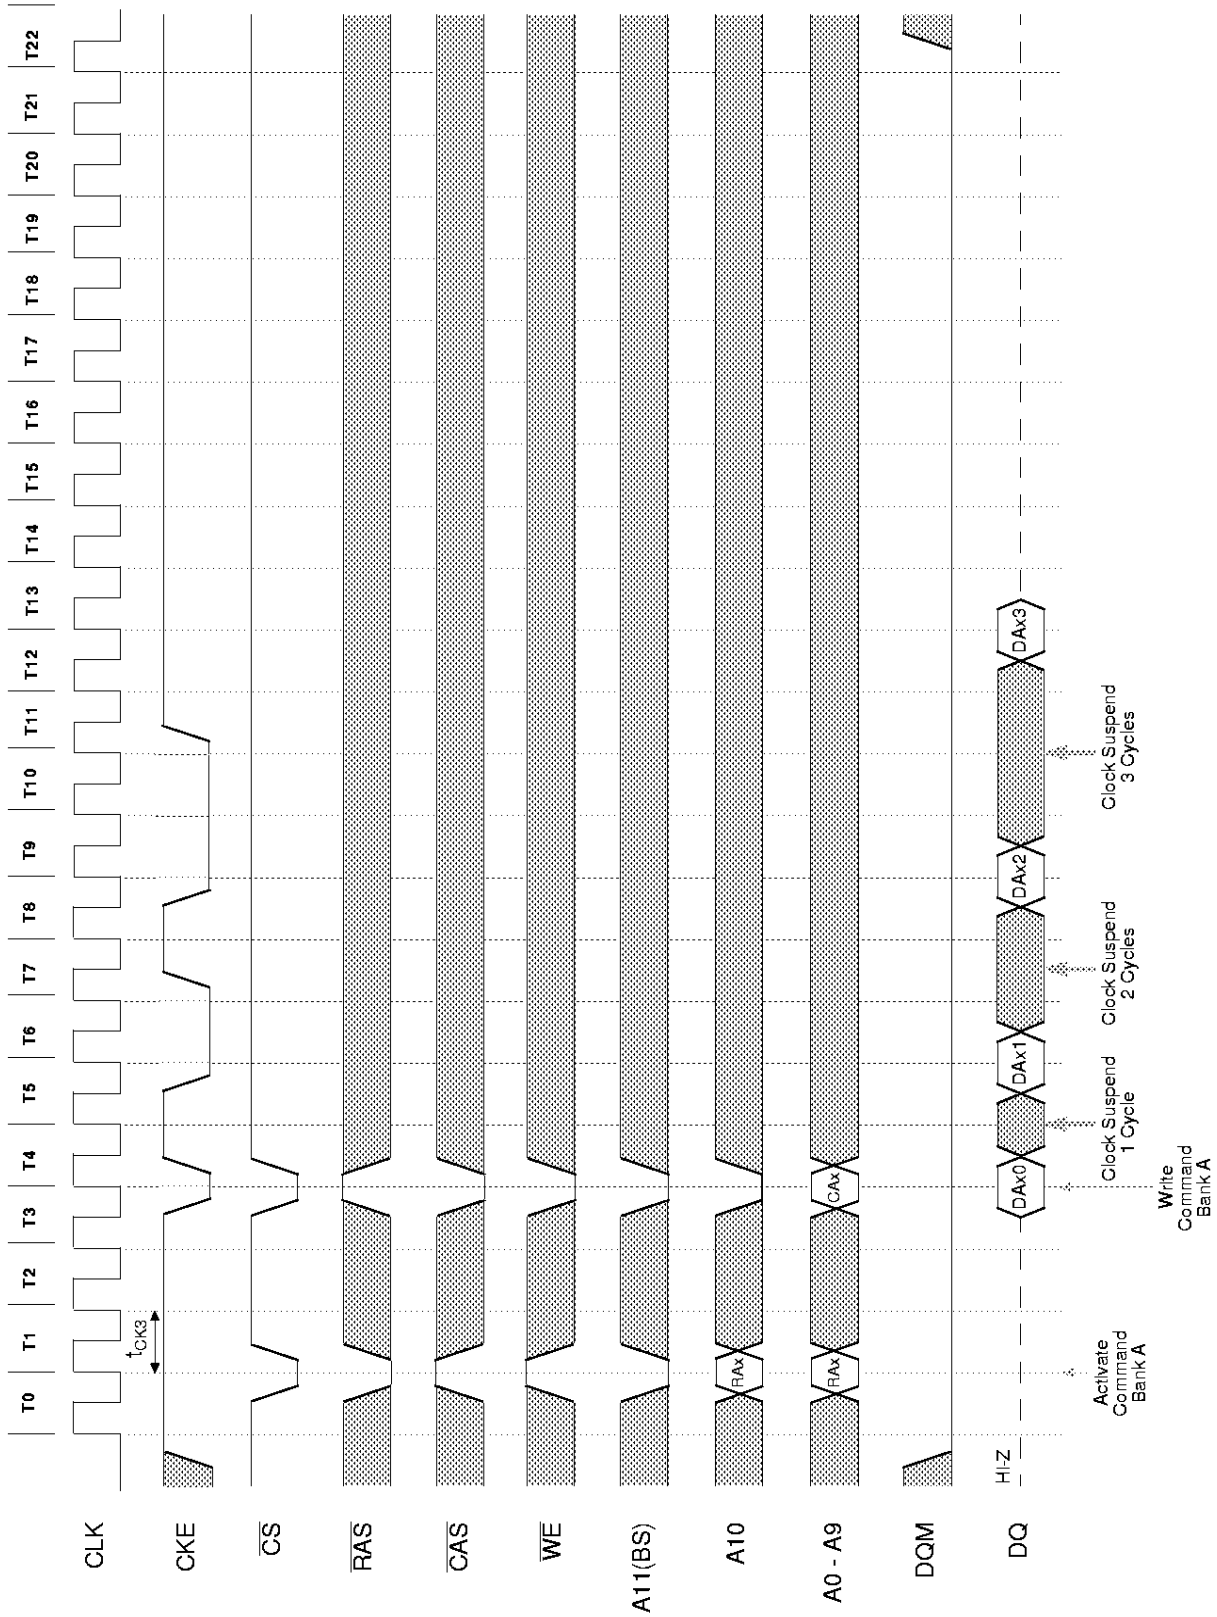 T0 T1 T2 T3 T4 T5 T6 T7 T8 T9 T10 T11 T12 T13 T14 T15 T16 T17 T18 T19 T20 T21 T22
CLK
tCK3
CKE
CS
RAS
CAS
WE
A11(BS)
A10
RAx
A0 - A9
RAx CAx
DQM
DQ
HI-Z
DAx0 DAx1 DAx2 DAx3
Activate
Command
Bank A
Write
Command
Bank A
Clock Suspend
1 Cycle
Clock Suspend
2 Cycles
Clock Suspend
3 Cycles